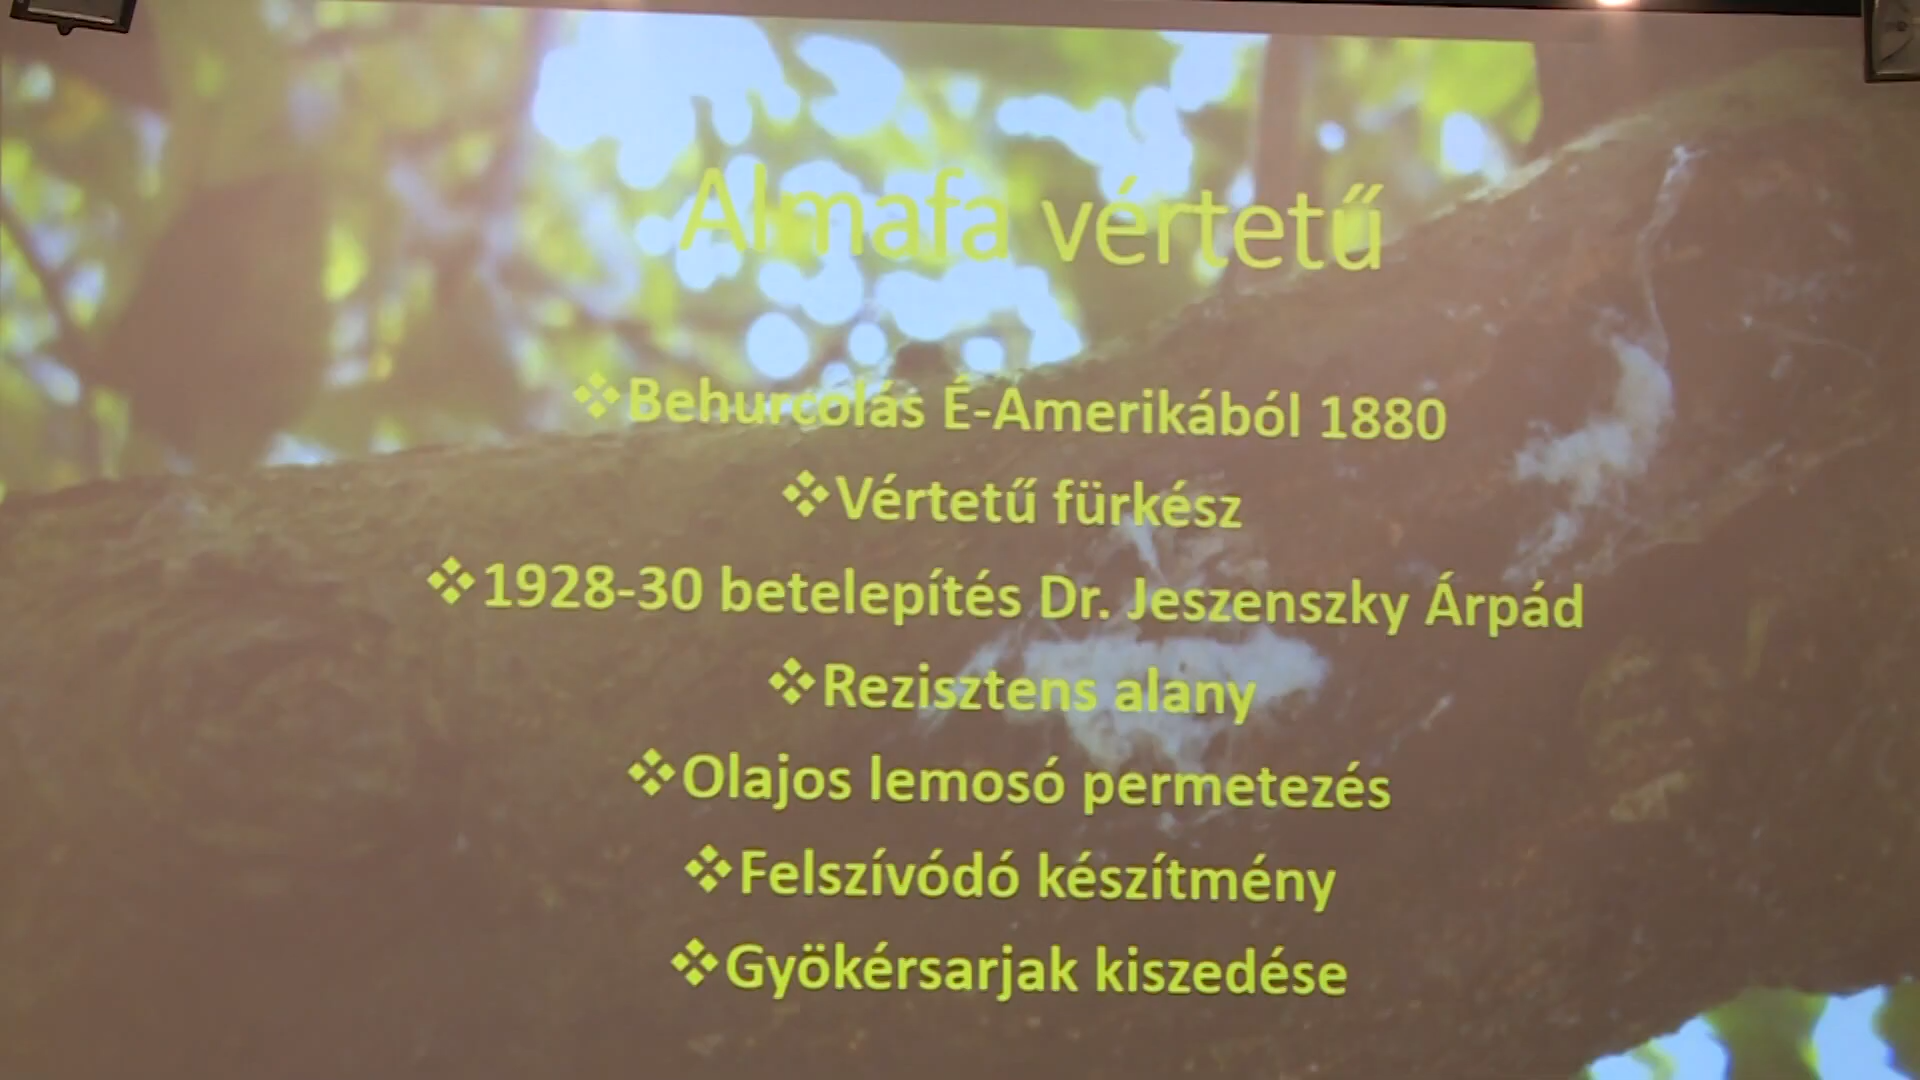 Almafa vértetű
❖Behurcolás É-Amerikából 1880
❖Vértetű fürkész
❖1928-30 betelepítés Dr. Jeszenszky Árpád
❖Rezisztens alany
❖Olajos lemosó permetezés
❖Felszívódó készítmény
❖Gyökérsarjak kiszedése